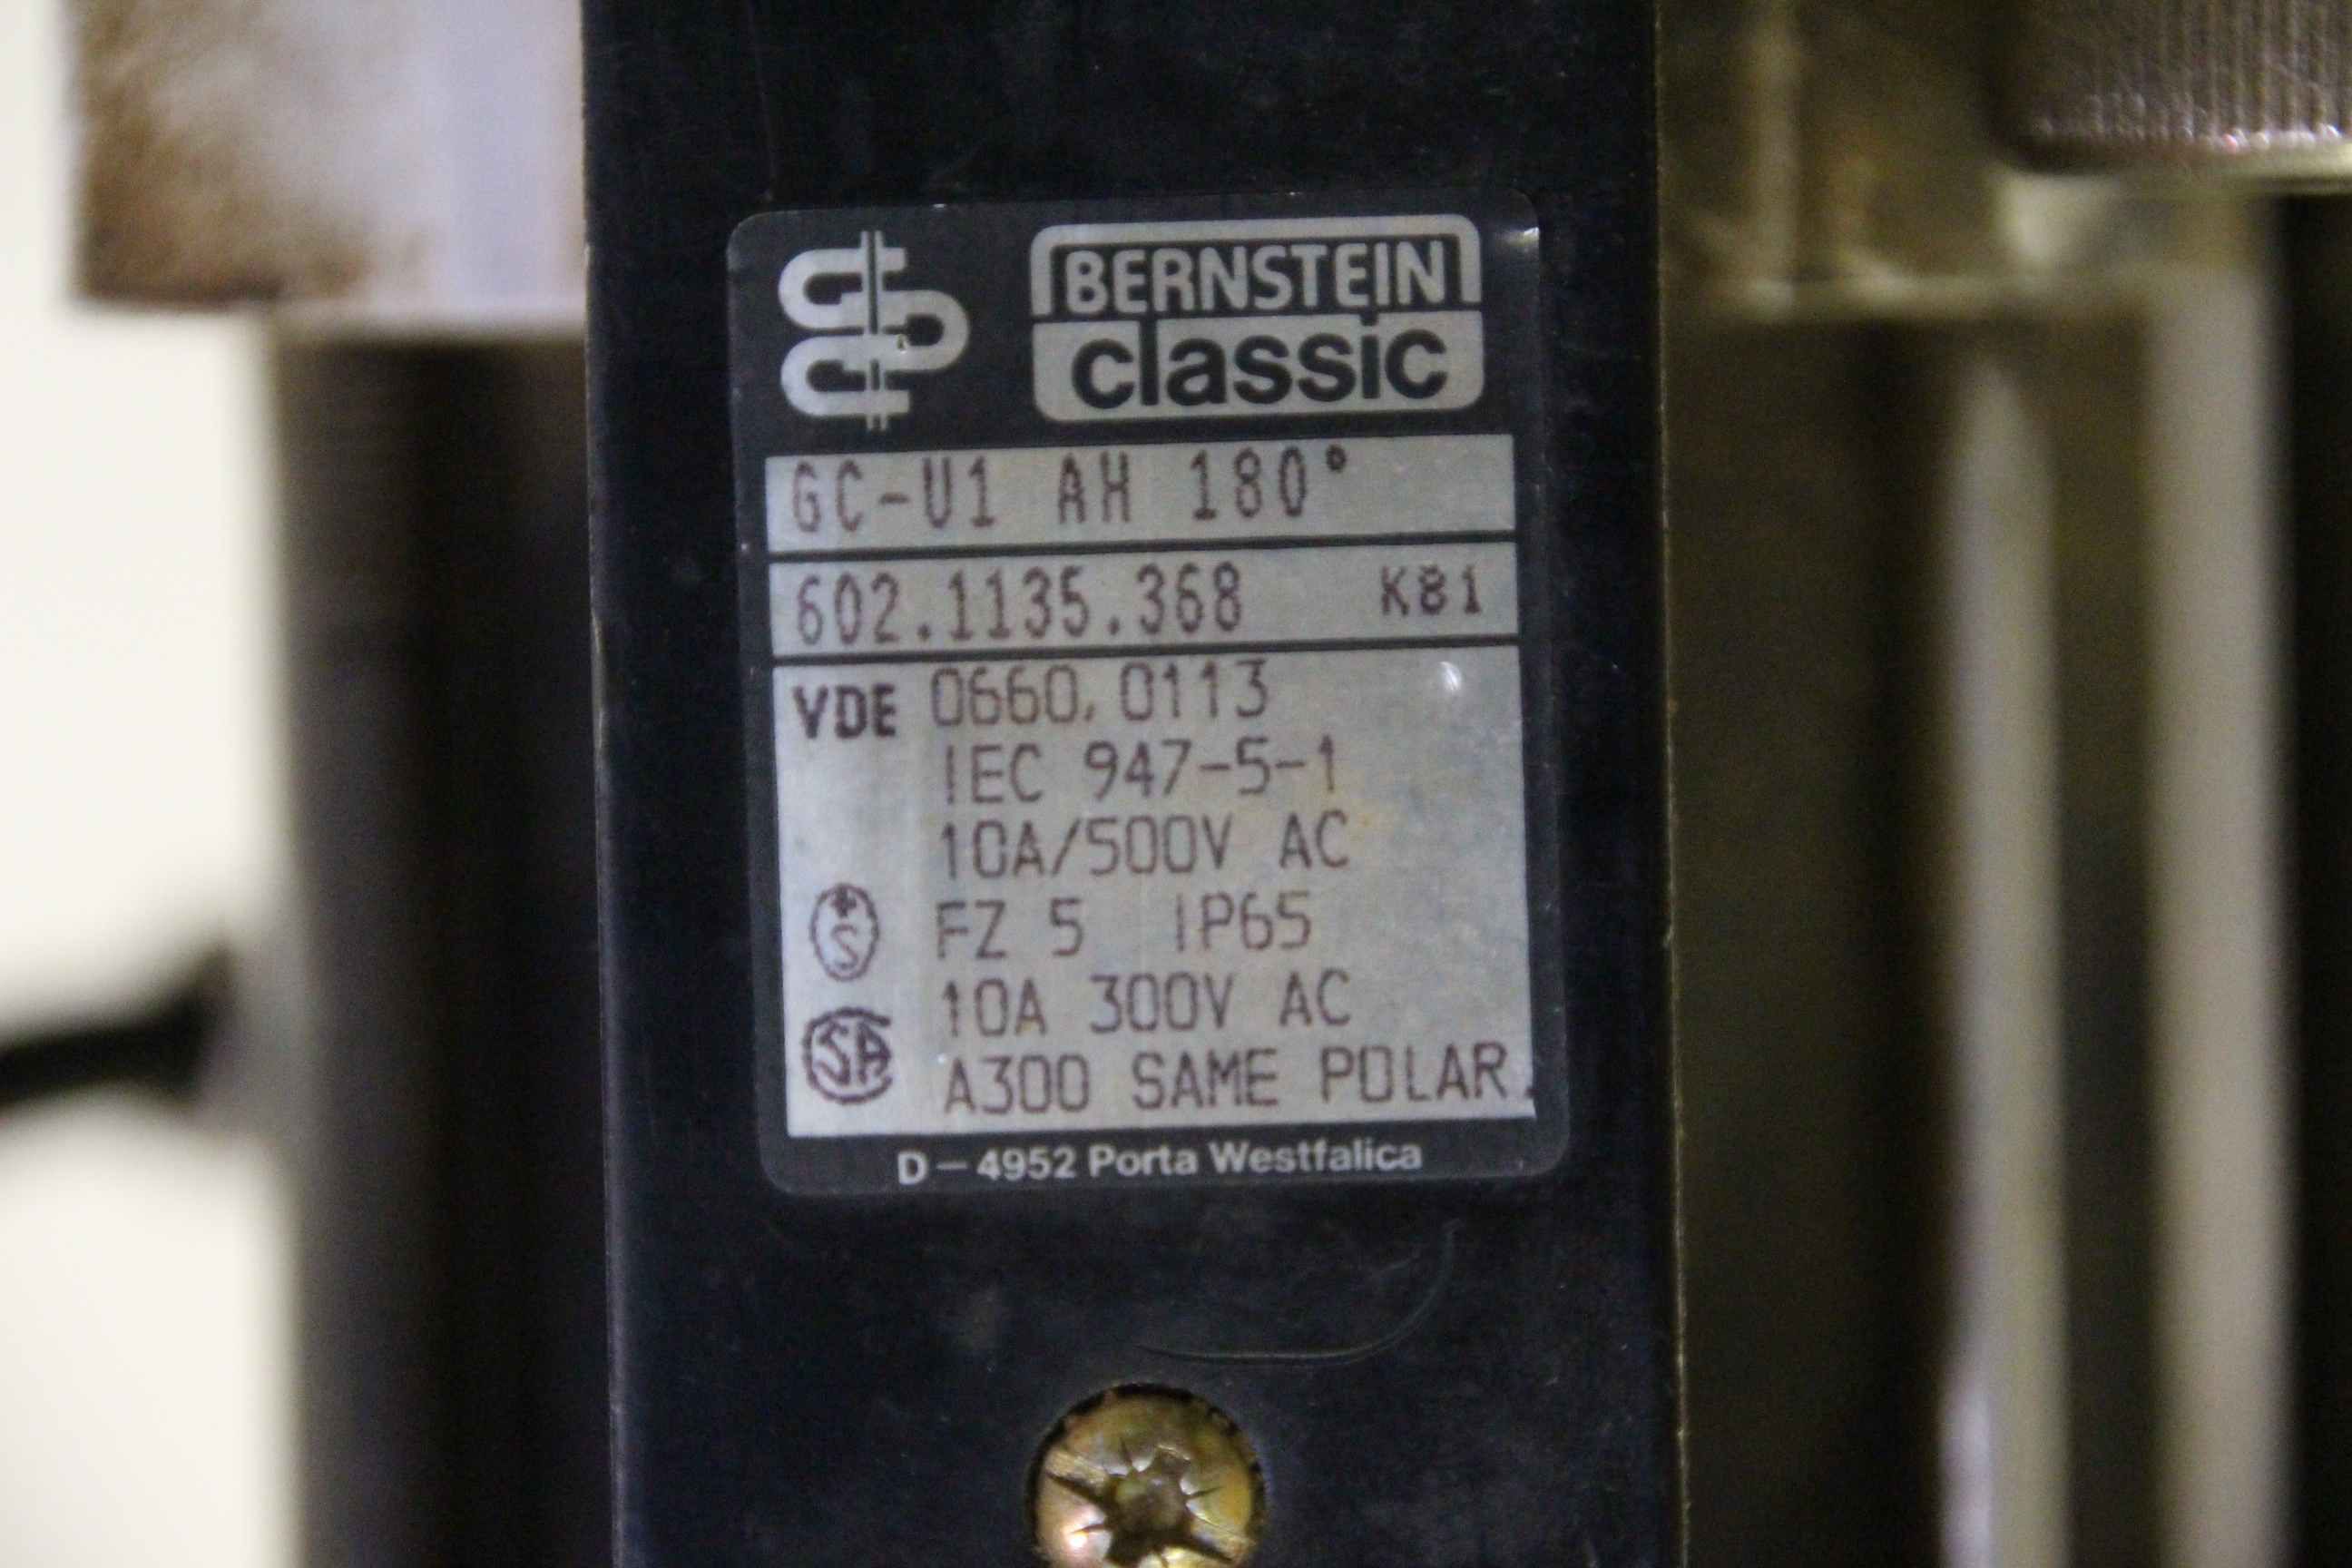 BERNSTEIN
classic
GC-U1 AH 180°
602.1135.368 K81
VDE 0660, 0113
IEC 947-5-1
10A/500V AC
S FZ 5 IP65
10A 300V AC
SA A300 SAME POLAR.
D-4952 Porta Westfalica